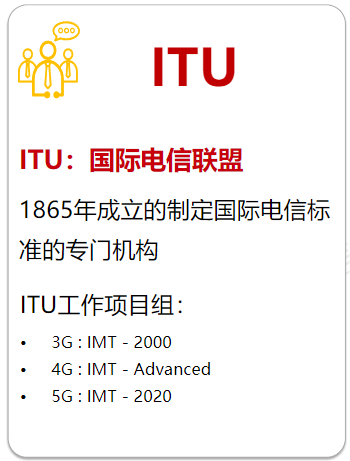 ITU
ITU：国际电信联盟
1865年成立的制定国际电信标
准的专门机构
ITU工作项目组：
• 3G : IMT - 2000
• 4G : IMT - Advanced
• 5G : IMT - 2020